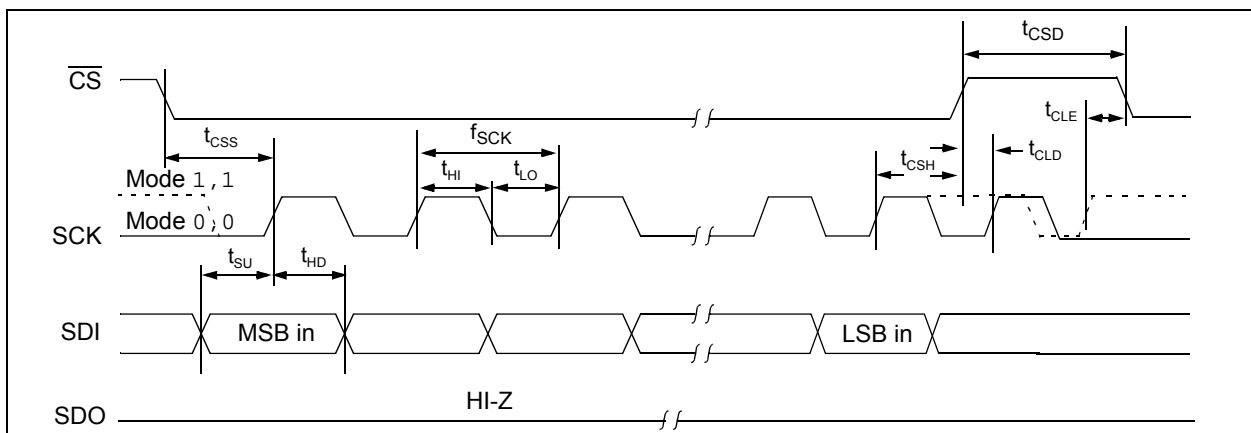 tCSD
CS
tCLE
tCSS
fSCK
tCSH
tCLD
Mode 1,1
tHI
tLO
Mode 0,0
SCK
tSU
tHD
SDI
MSB in
LSB in
HI-Z
SDO